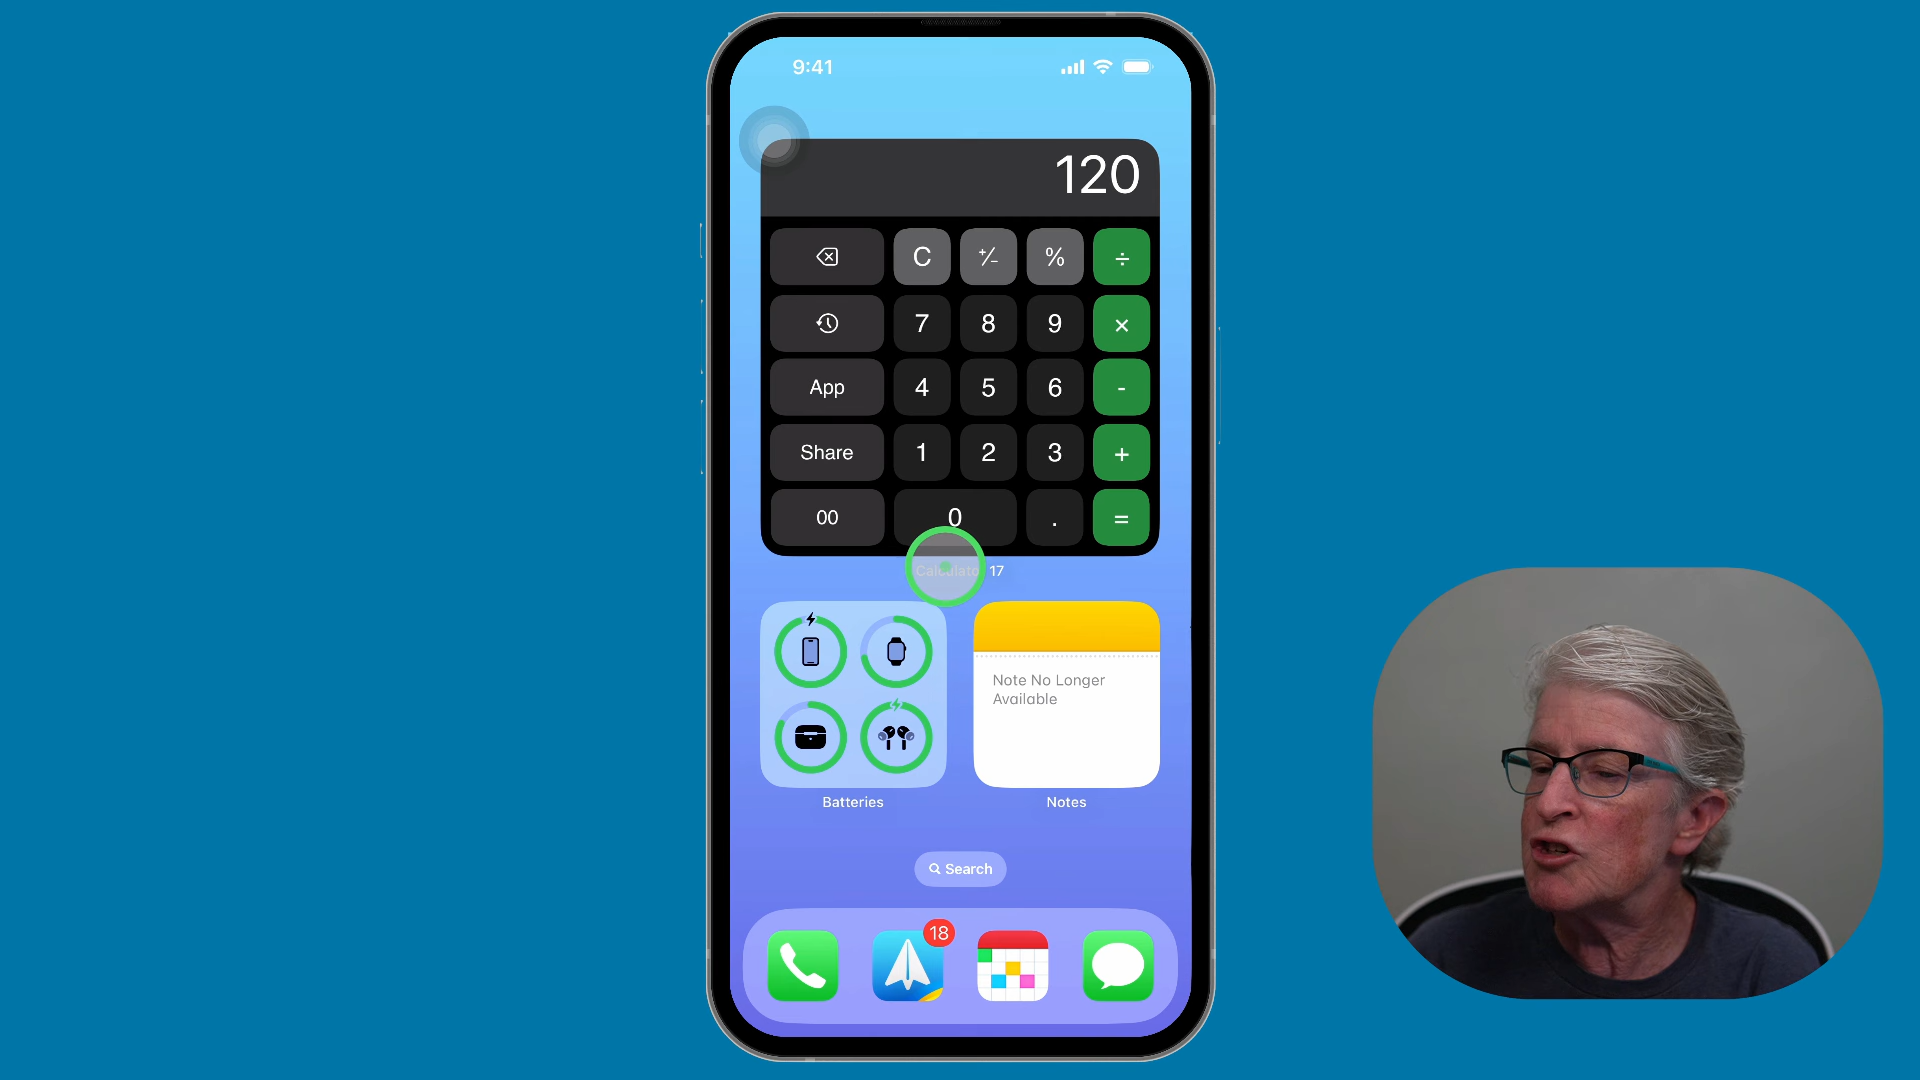 9:41
120
C +/- % ÷
7 8 9 ×
App 4 5 6 -
Share 1 2 3 +
00 0 . =
Calculator 17
Note No Longer
Available
Batteries Notes
Search
18